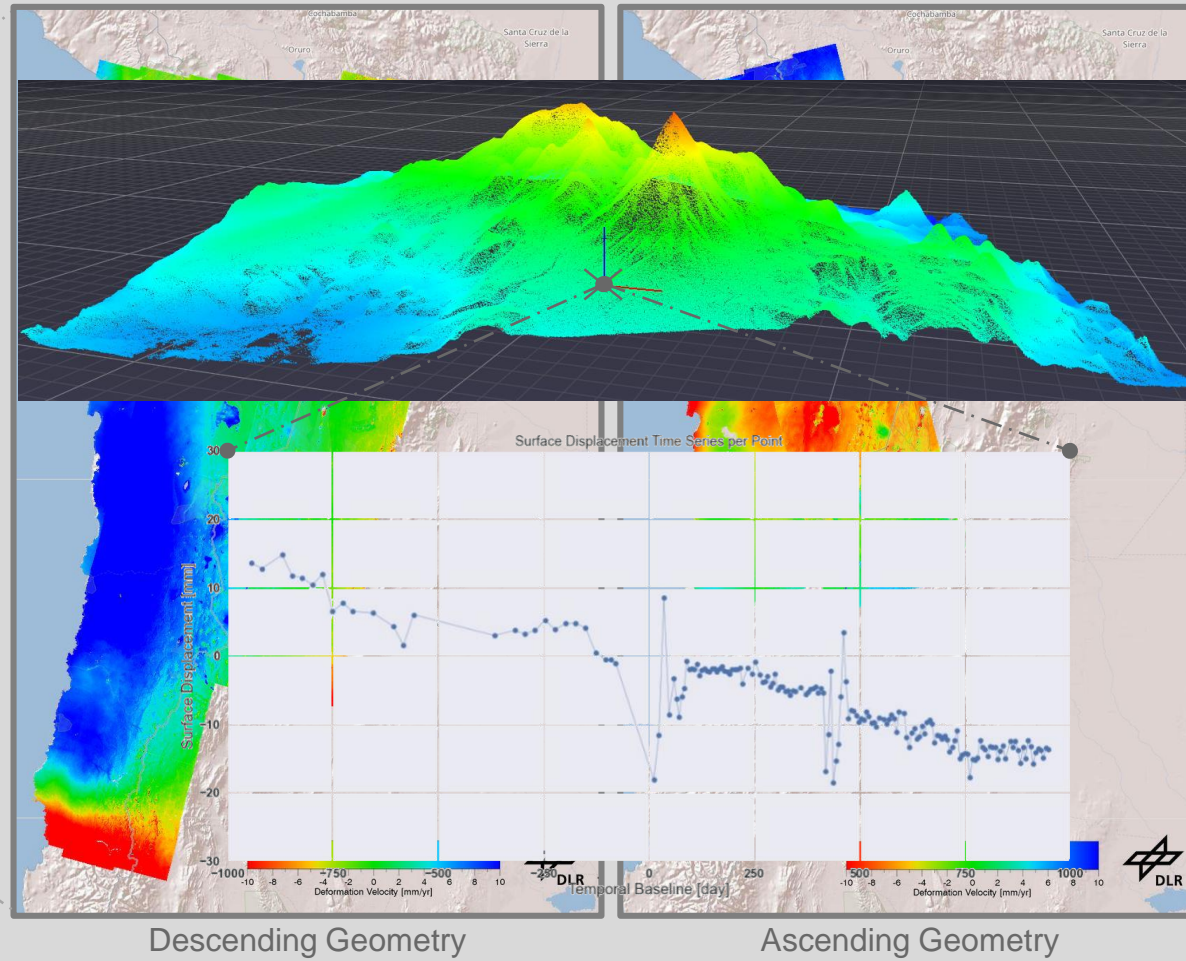 Cochabamba
Cochabamba
Santa Cruz de la
Sierra
Santa Cruz de la
Sierra
Oruro
Oruro
Surface Displacement Time Series per Point
30
20
10
0
-10
-20
-30
Surface Displacement [mm]
-1000
-750
-500
-250
0
250
500
750
1000
Temporal Baseline [day]
-10 -8 -6 -4 -2 0 2 4 6 8 10
Deformation Velocity [mm/yr]
DLR
-10 -8 -6 -4 -2 0 2 4 6 8 10
Deformation Velocity [mm/yr]
DLR
Descending Geometry
Ascending Geometry